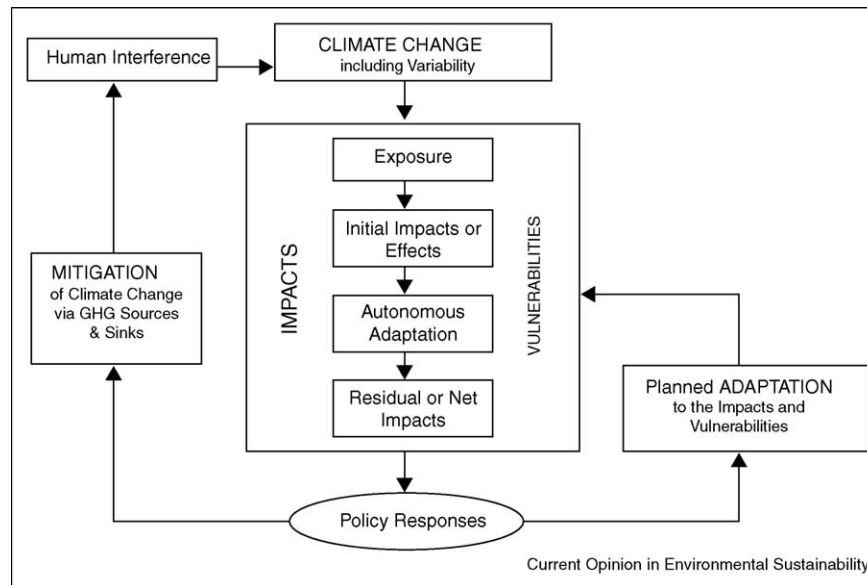 Human Interference
CLIMATE CHANGE
including Variability
Exposure
Initial Impacts or
Effects
Autonomous
Adaptation
Residual or Net
Impacts
IMPACTS
VULNERABILITIES
MITIGATION
of Climate Change
via GHG Sources
& Sinks
Planned ADAPTATION
to the Impacts and
Vulnerabilities
Policy Responses
Current Opinion in Environmental Sustainability